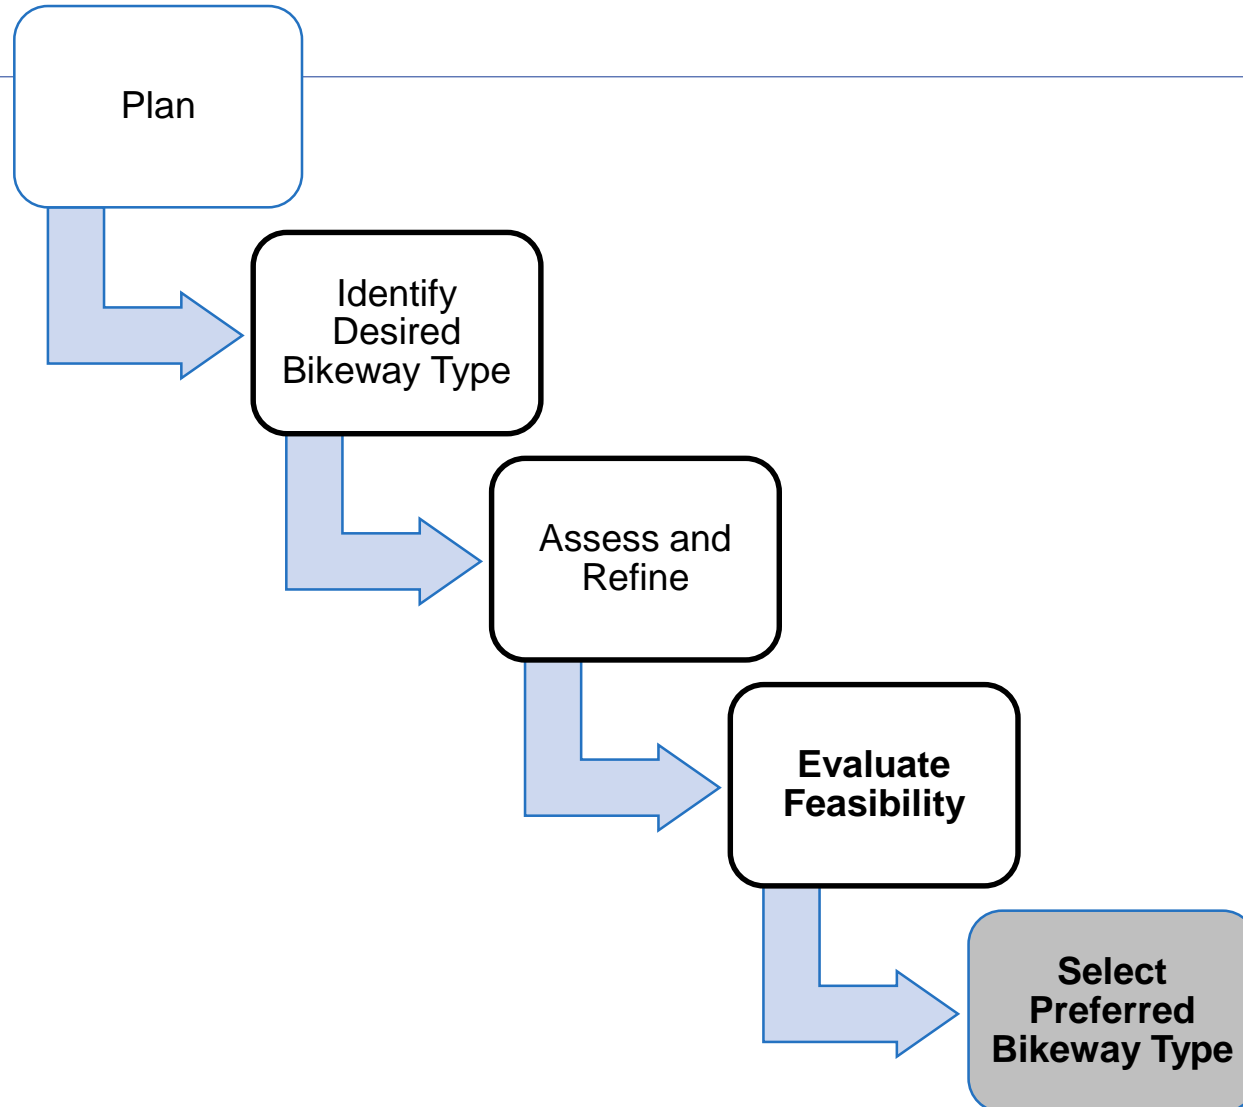 Plan
Identify
Desired
Bikeway Type
Assess and
Refine
Evaluate
Feasibility
Select
Preferred
Bikeway Type